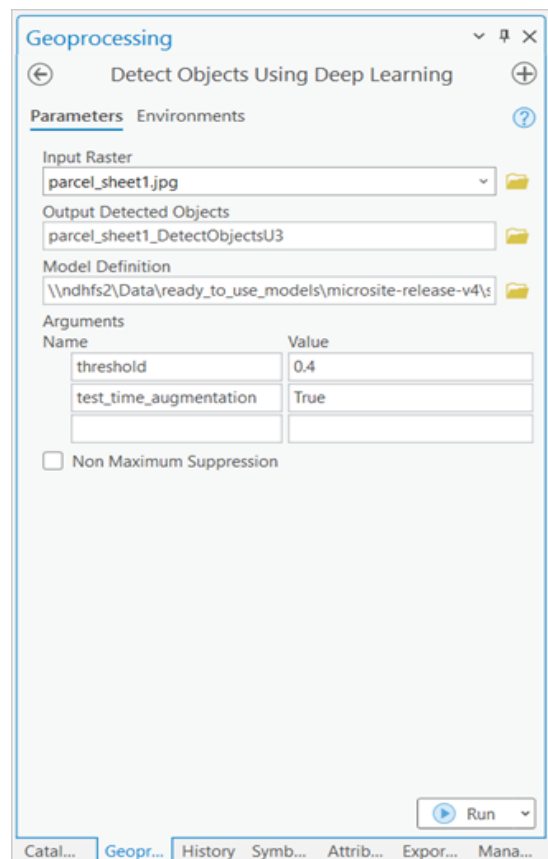 Geoprocessing
Detect Objects Using Deep Learning
Parameters Environments
Input Raster
parcel_sheet1.jpg
Output Detected Objects
parcel_sheet1_DetectObjectsU3
Model Definition
\\ndhfs2\Data\ready_to_use_models\microsite-release-v4\s
Arguments
Name Value
threshold 0.4
test_time_augmentation True
Non Maximum Suppression
Run
Catal... Geopr... History Symb... Attrib... Expor... Mana...